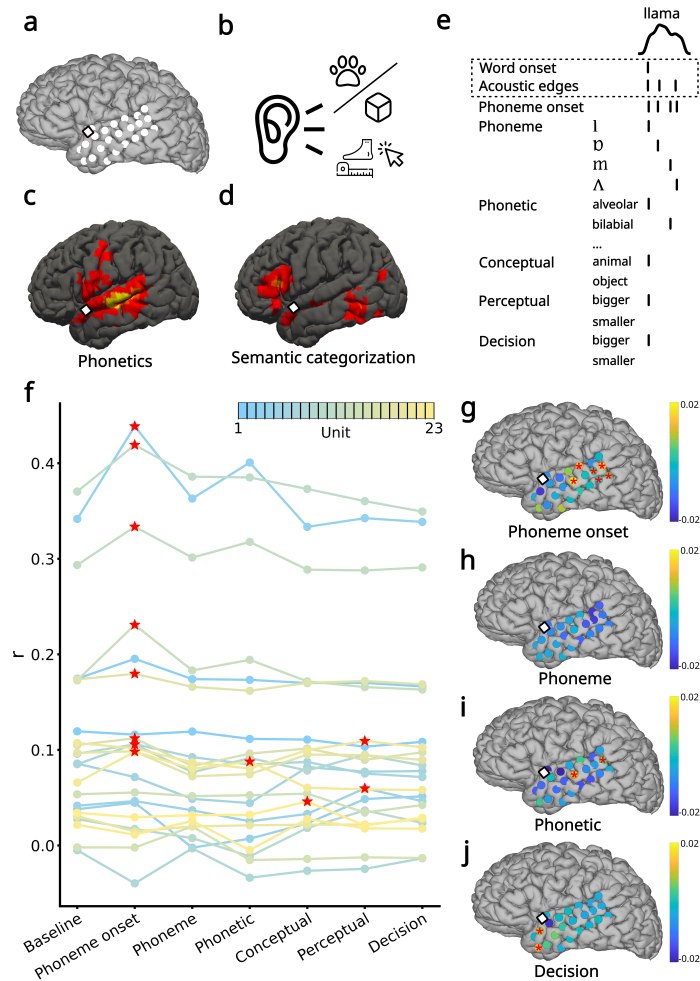 a
b
e
llama
Word onset
Acoustic edges
Phoneme onset
Phoneme
l
ɒ
m
Λ
Phonetic
alveolar
bilabial
...
Conceptual
animal
object
Perceptual
bigger
smaller
Decision
bigger
smaller
c
d
Phonetics
Semantic categorization
f
1
23
Unit
r
0.4
0.3
0.2
0.1
0.0
Baseline
Phoneme onset
Phoneme
Phonetic
Conceptual
Perceptual
Decision
g
0.02
-0.02
Phoneme onset
h
0.02
-0.02
Phoneme
i
0.02
-0.02
Phonetic
j
0.02
-0.02
Decision